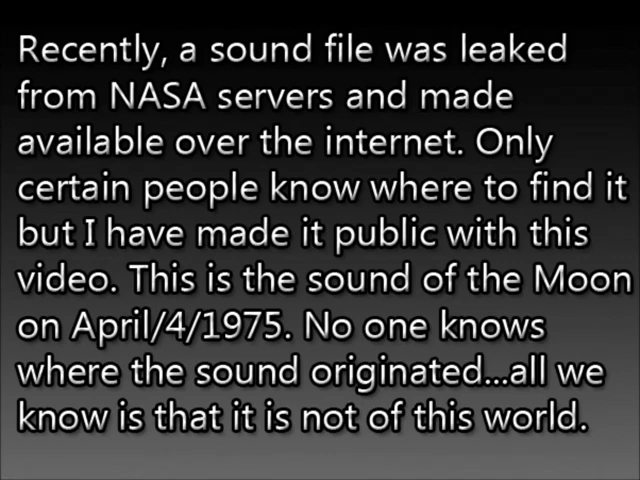 Recently, a sound file was leaked
from NASA servers and made
available over the internet. Only
certain people know where to find it
but I have made it public with this
video. This is the sound of the Moon
on April/4/1975. No one knows
where the sound originated...all we
know is that it is not of this world.